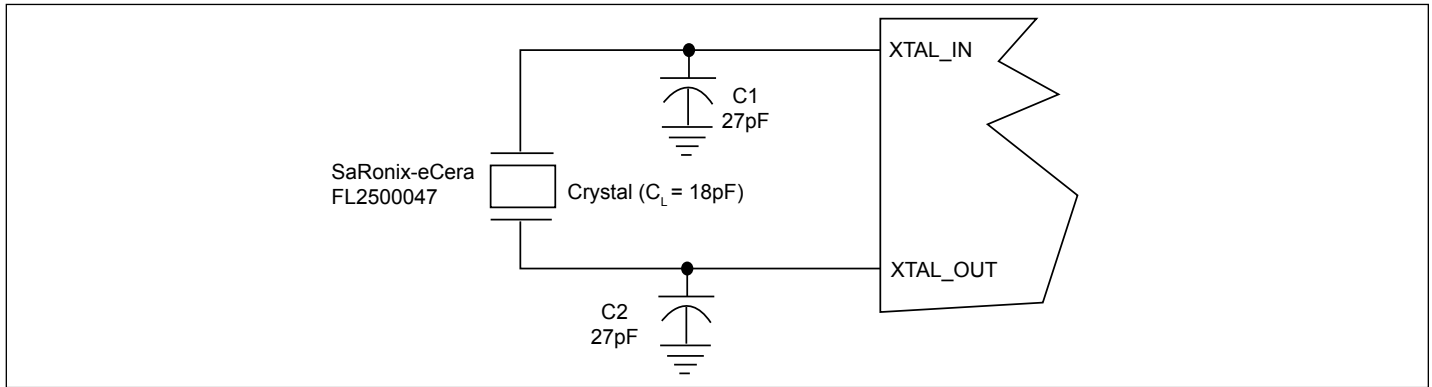 XTAL_IN
C1
27pF
SaRonix-eCera
FL2500047
Crystal (CL = 18pF)
XTAL_OUT
C2
27pF